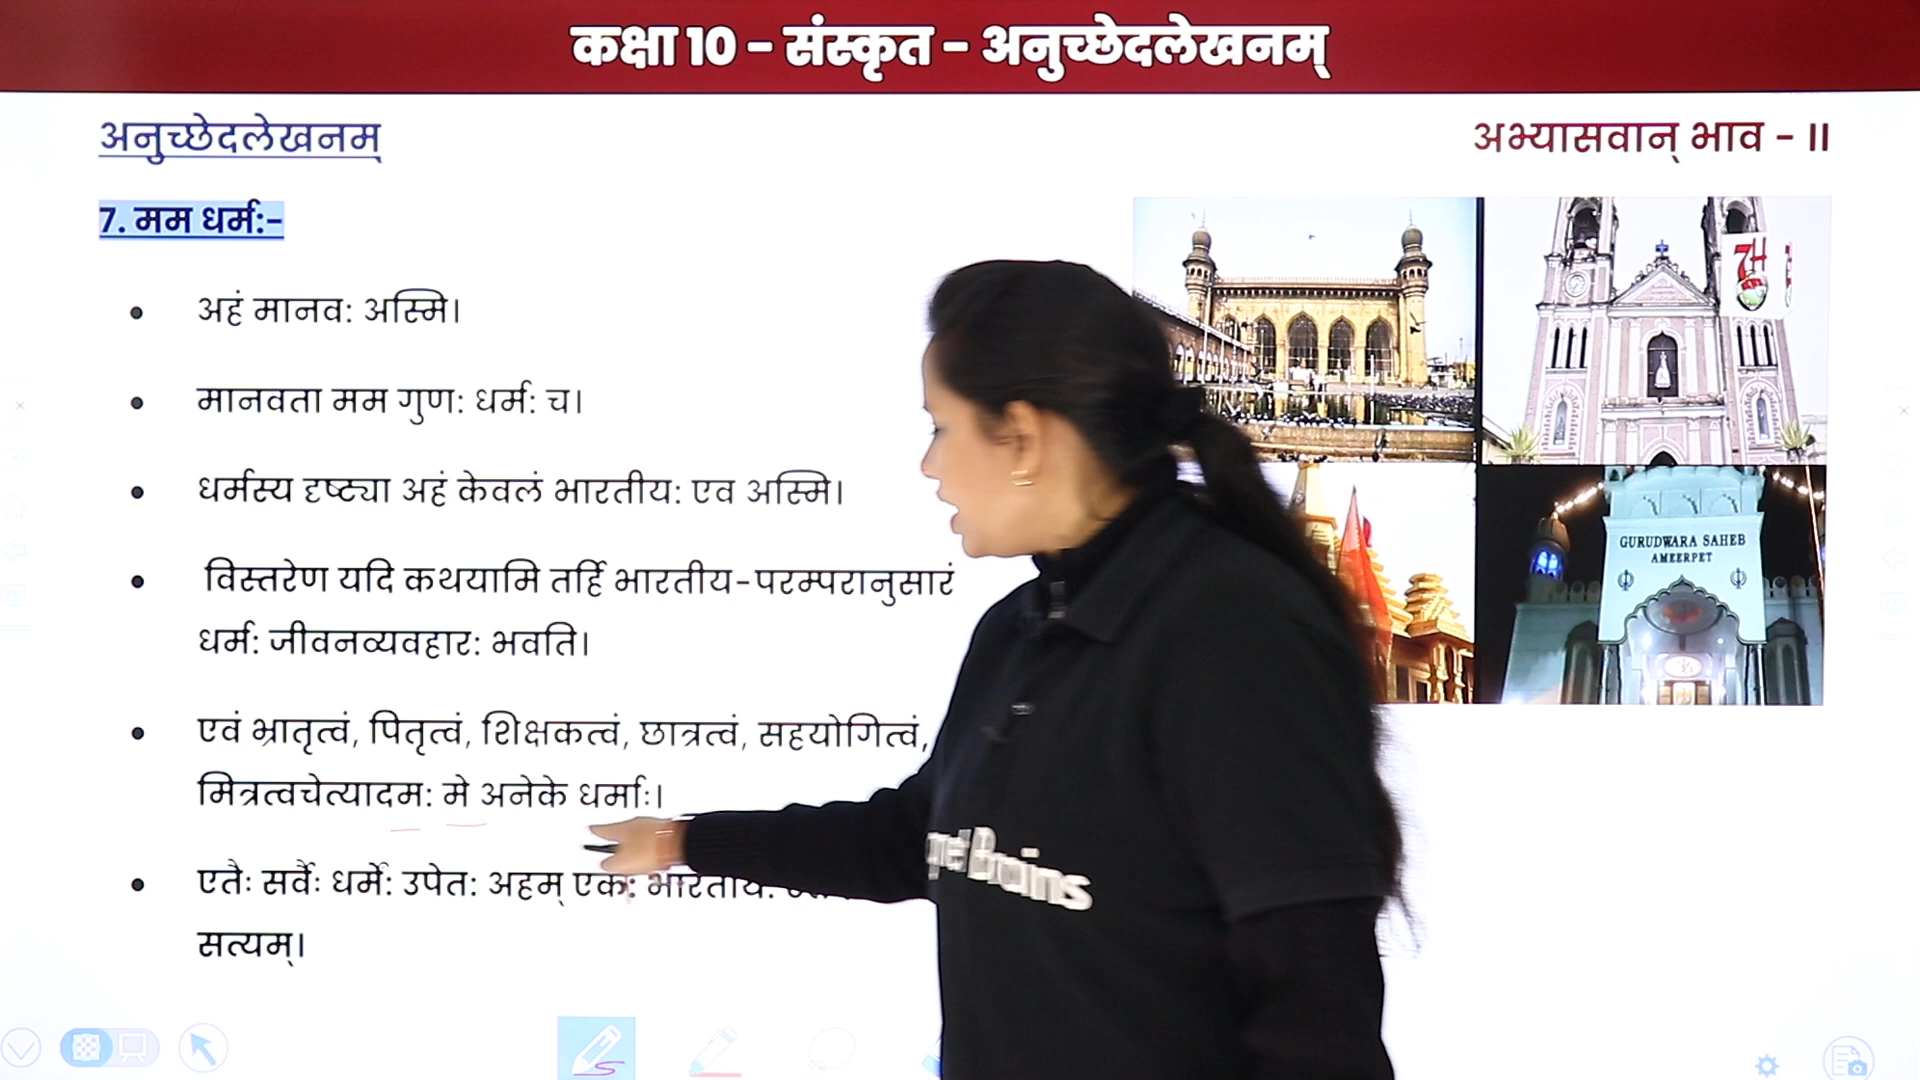 कक्षा 10 - संस्कृत - अनुच्छेदलेखनम्
अनुच्छेदलेखनम्
अभ्यासवान् भाव - II
7. मम धर्म:-
अहं मानव: अस्मि।
मानवता मम गुण: धर्म: च।
धर्मस्य दृष्ट्या अहं केवलं भारतीय: एव अस्मि।
विस्तरेण यदि कथयामि तर्हि भारतीय-परम्परानुसारं
धर्म: जीवनव्यवहार: भवति।
एवं भ्रातृत्वं, पितृत्वं, शिक्षकत्वं, छात्रत्वं, सहयोगित्वं,
मित्रत्वचेत्यादम: मे अनेके धर्माः।
एतैः सर्वैः धर्मे: उपेत: अहम् एक: भारतीय:
सत्यम्।
GURUDWARA SAHEB
AMEERPET
Brains